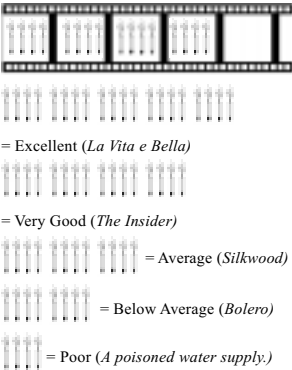 = Excellent (La Vita e Bella)
= Very Good (The Insider)
= Average (Silkwood)
= Below Average (Bolero)
= Poor (A poisoned water supply.)